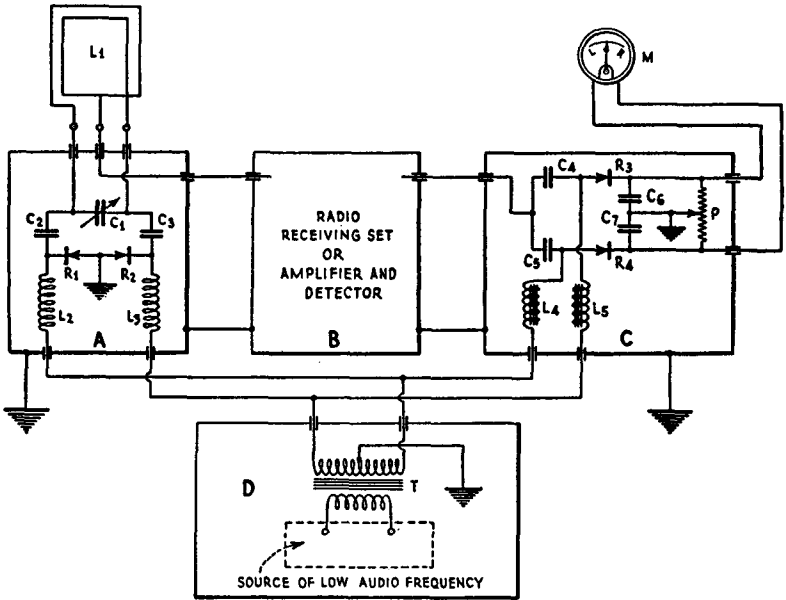 L1
L R
M
C2
C1
C3
R1
R2
L2
L3
A
RADIO
RECEIVING SET
OR
AMPLIFIER AND
DETECTOR
B
C4
R3
C6
C7
P
C5
R4
L4
L5
C
D
T
SOURCE OF LOW AUDIO FREQUENCY